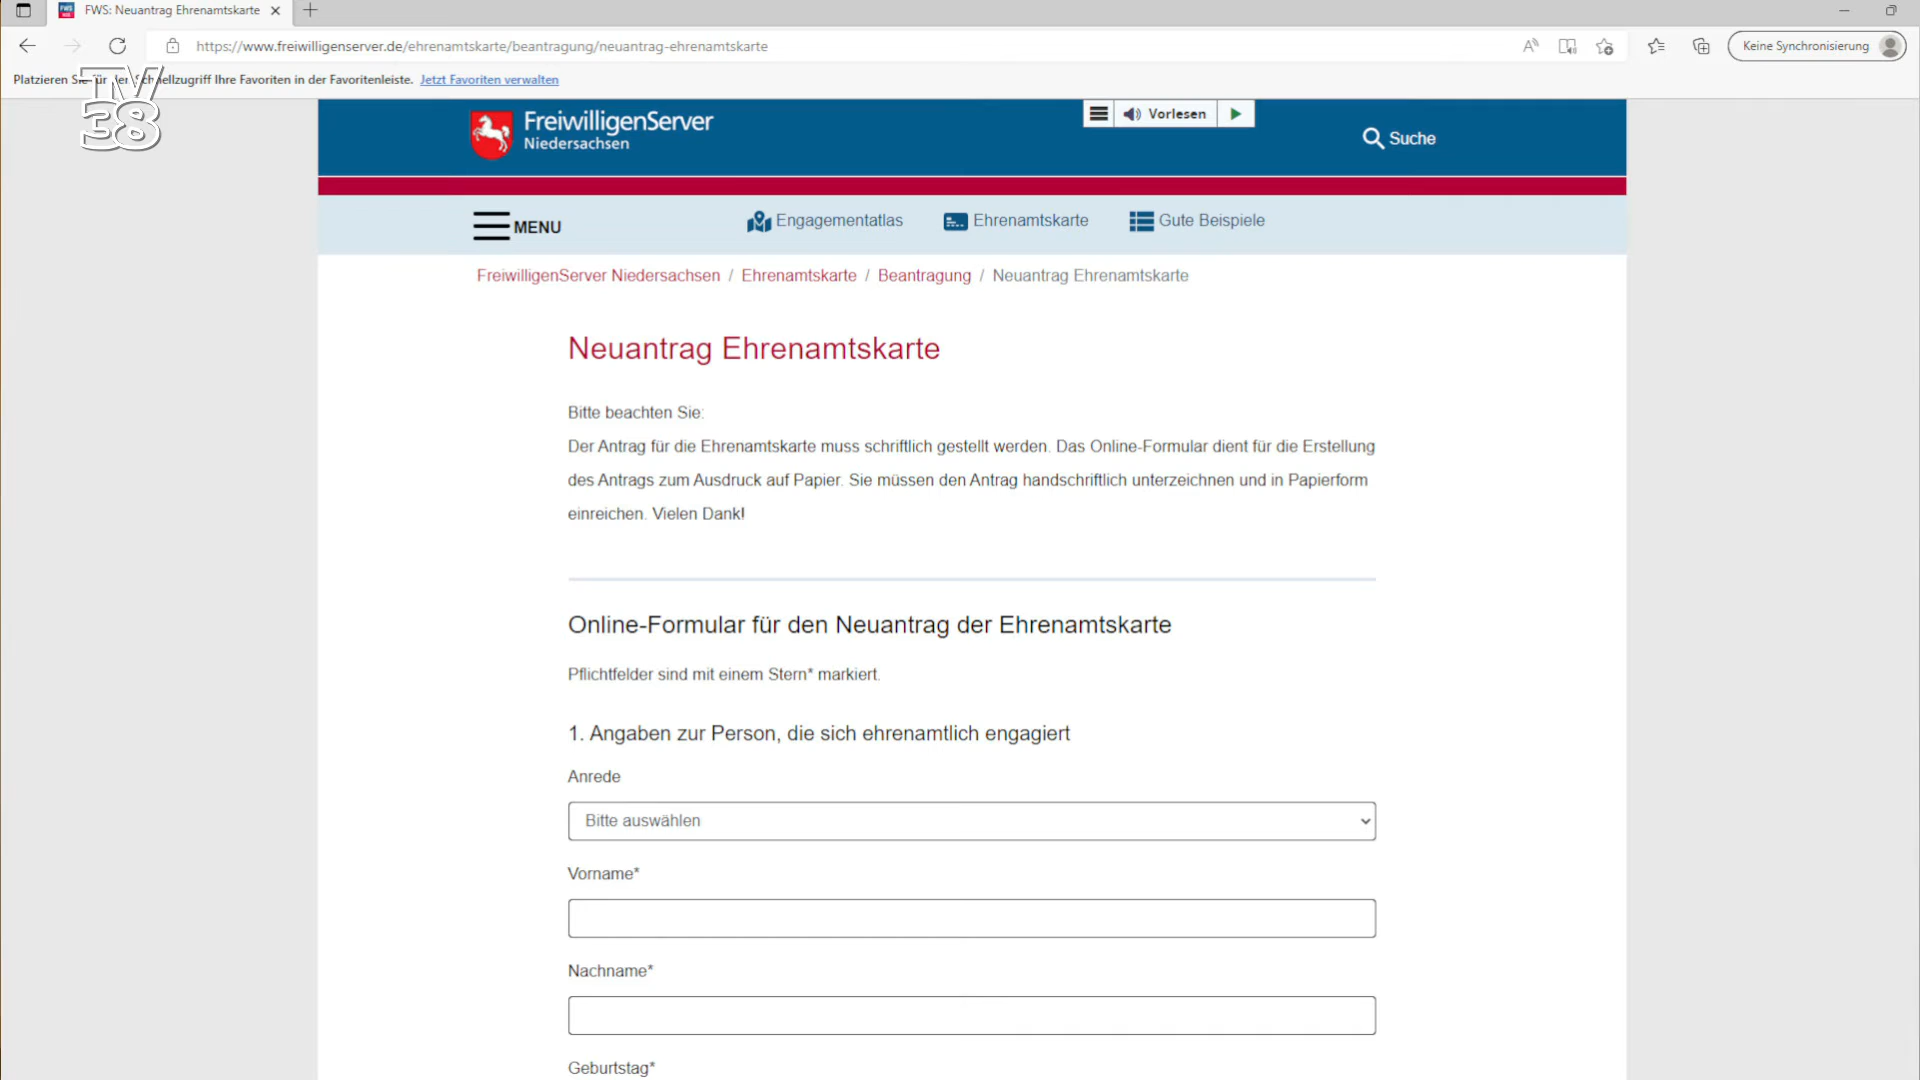 FWS: Neuantrag Ehrenamtskarte
https://www.freiwilligenserver.de/ehrenamtskarte/beantragung/neuantrag-ehrenamtskarte
Keine Synchronisierung
Platzieren Sie für den Schnellzugriff Ihre Favoriten in der Favoritenleiste. Jetzt Favoriten verwalten
TV
38
FreiwilligenServer
Niedersachsen
Vorlesen
Suche
MENU
Engagementatlas
Ehrenamtskarte
Gute Beispiele
FreiwilligenServer Niedersachsen / Ehrenamtskarte / Beantragung / Neuantrag Ehrenamtskarte
Neuantrag Ehrenamtskarte
Bitte beachten Sie:
Der Antrag für die Ehrenamtskarte muss schriftlich gestellt werden. Das Online-Formular dient für die Erstellung
des Antrags zum Ausdruck auf Papier. Sie müssen den Antrag handschriftlich unterzeichnen und in Papierform
einreichen. Vielen Dank!
Online-Formular für den Neuantrag der Ehrenamtskarte
Pflichtfelder sind mit einem Stern* markiert.
1. Angaben zur Person, die sich ehrenamtlich engagiert
Anrede
Bitte auswählen
Vorname*
Nachname*
Geburtstag*